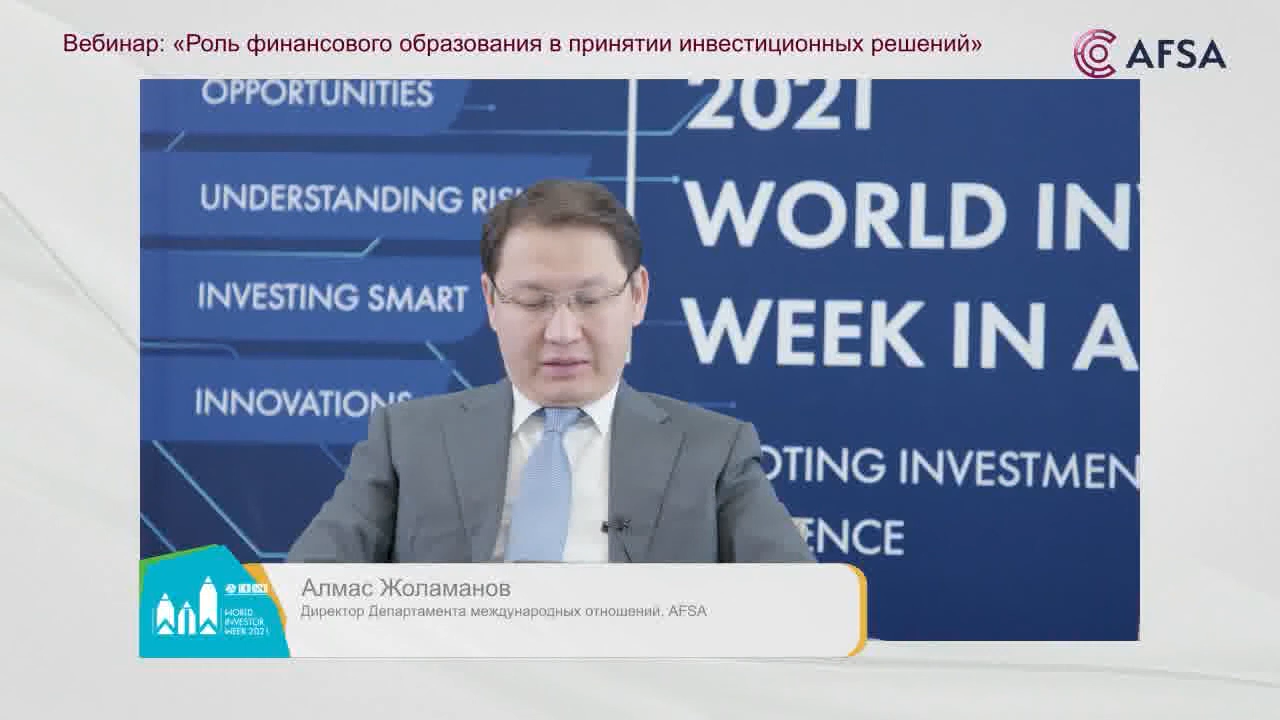 Вебинар: «Роль финансового образования в принятии инвестиционных решений»
AFSA
OPPORTUNITIES
UNDERSTANDING RIS
INVESTING SMART
INNOVATIONS
2021
WORLD IN
WEEK IN A
OTING INVESTMEN
ENCE
Алмас Жоламанов
Директор Департамента международных отношений, AFSA
WORLD
INVESTOR
WEEK 2021